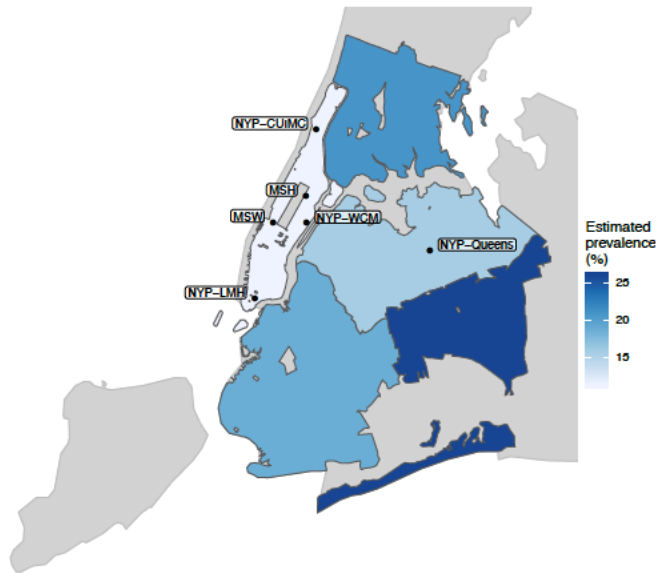 NYP−CUiMC
MSH
MSW
NYP−WCM
NYP−Queens
NYP−LMH
Estimated
prevalence
(%)
25
20
15